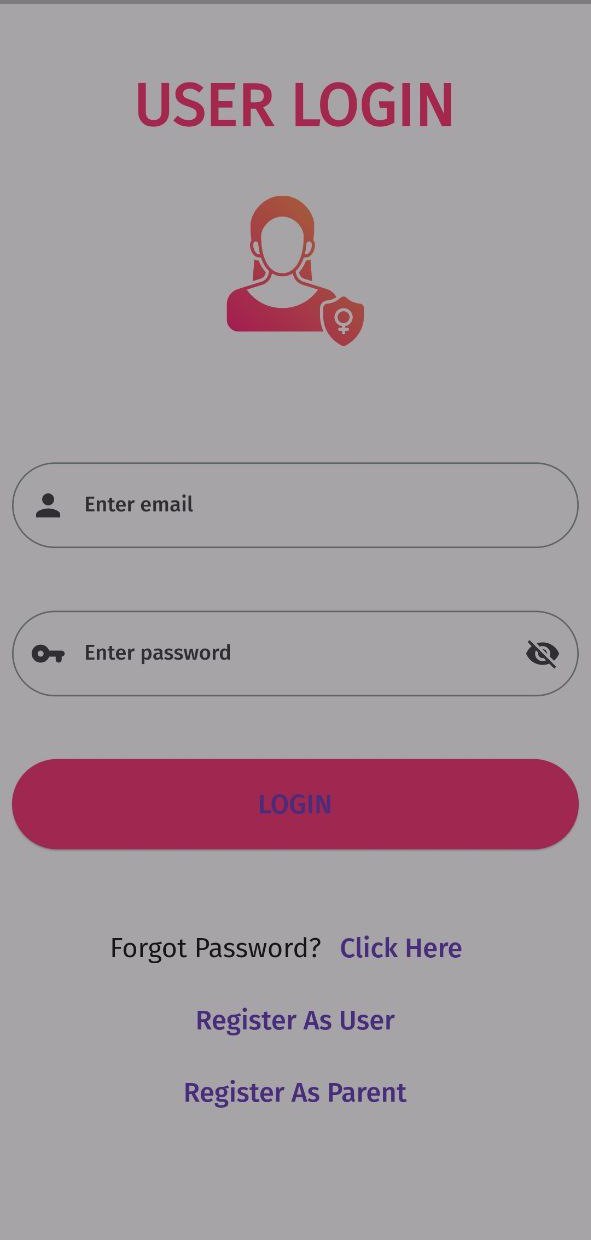 USER LOGIN
Enter email
Enter password
LOGIN
Forgot Password? Click Here
Register As User
Register As Parent